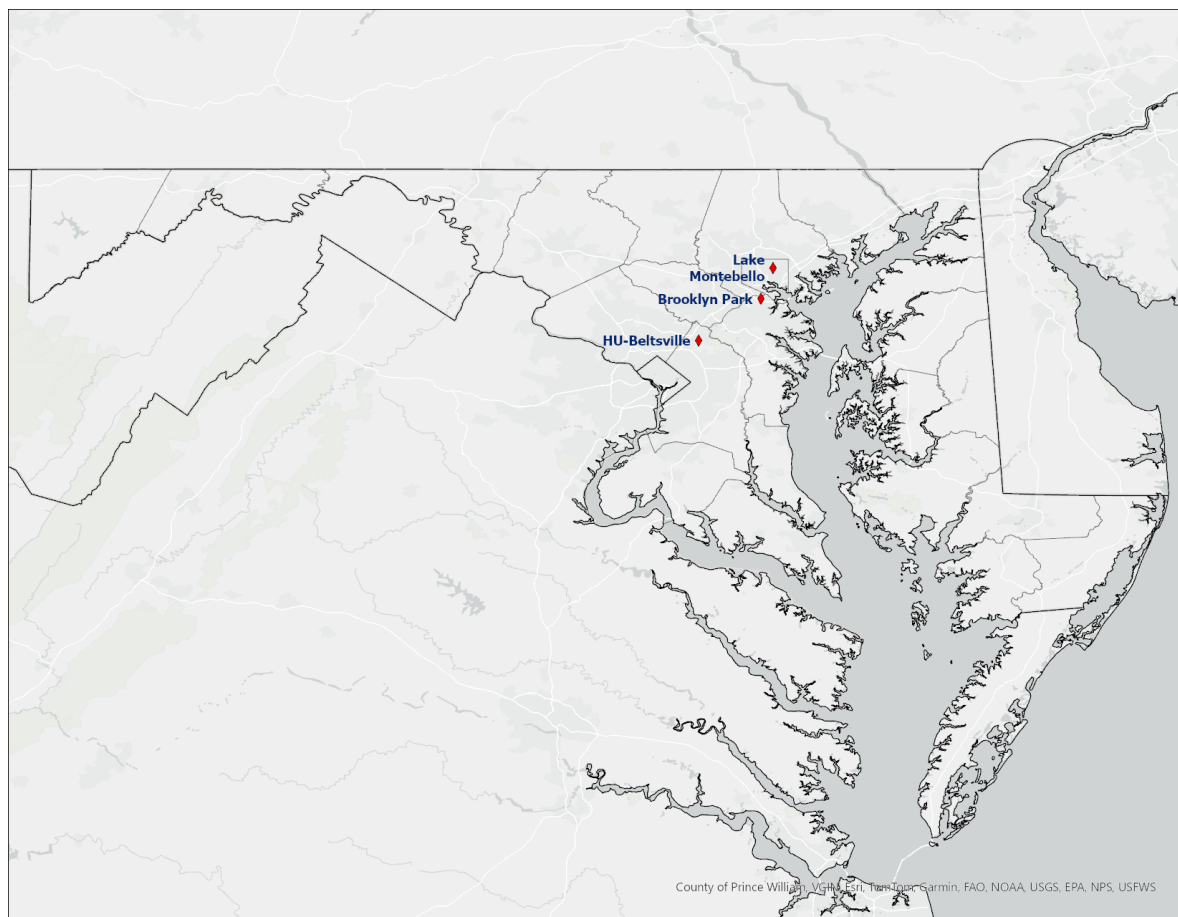 Lake
Montebello
Brooklyn Park
HU-Beltsville
County of Prince William, VGIN, Esri, TomTom, Garmin, FAO, NOAA, USGS, EPA, NPS, USFWS